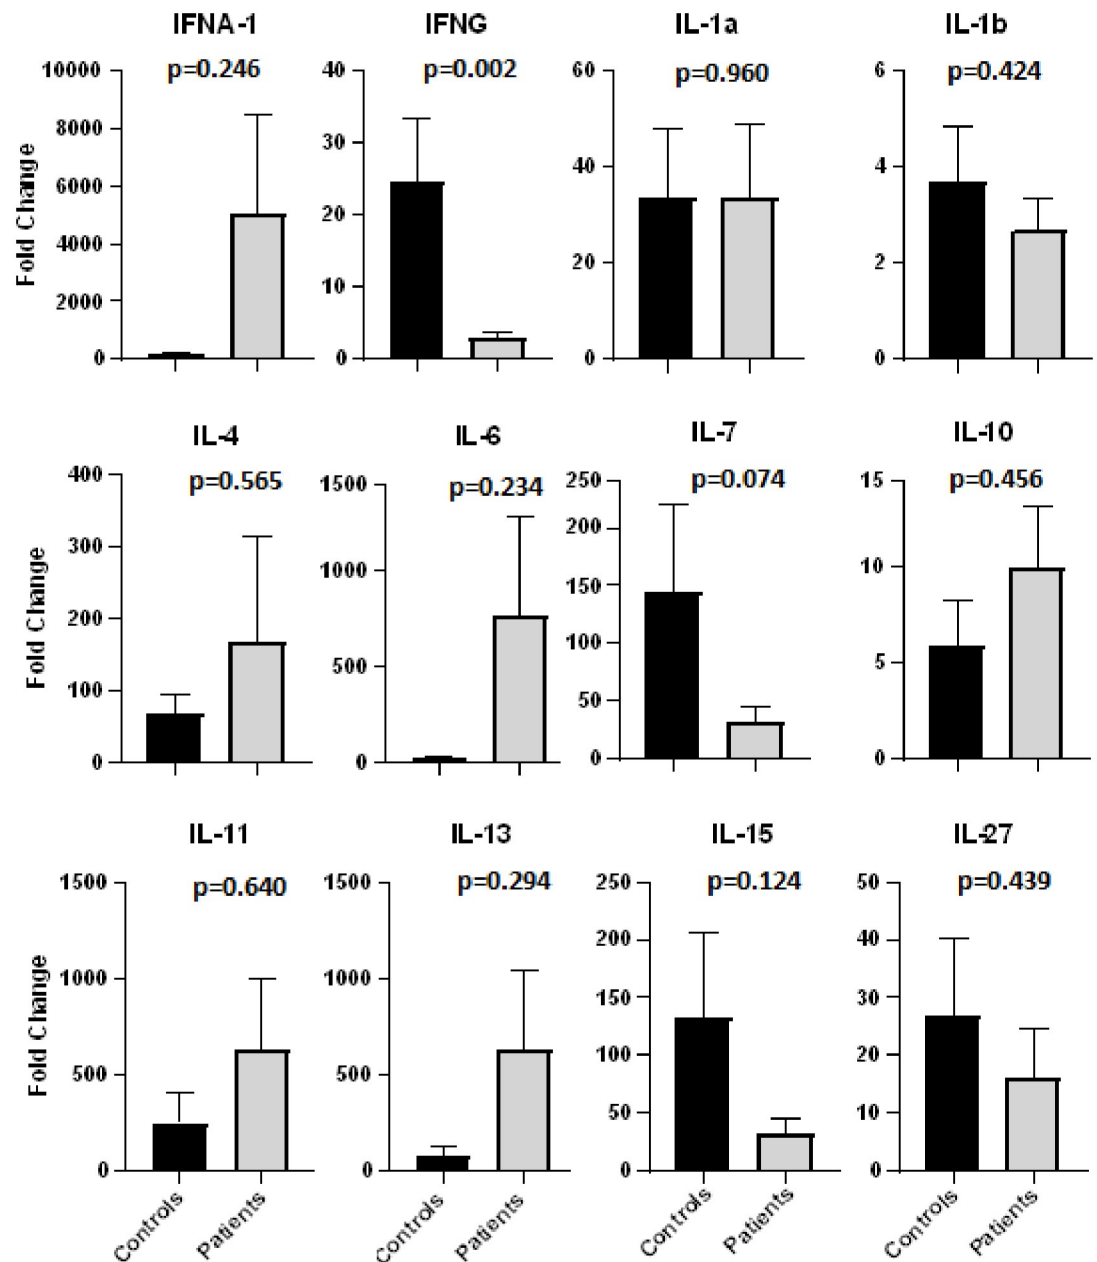 IFNA-1 IFNG IL-1a IL-1b
p=0.246 p=0.002 p=0.960 p=0.424
10000 40 60 6
8000 30 40 4
6000 20 20 2
4000 10 0 0
2000 0
0
Fold Change
IL-4 IL-6 IL-7 IL-10
p=0.565 p=0.234 p=0.074 p=0.456
400 1500 250 15
300 1000 200 10
200 500 150 5
100 0 100 0
0 50
0
Fold Change
IL-11 IL-13 IL-15 IL-27
p=0.640 p=0.294 p=0.124 p=0.439
1500 1500 250 50
1000 1000 200 40
500 500 150 30
0 0 100 20
50 10
0 0
Fold Change
Controls Patients Controls Patients Controls Patients Controls Patients